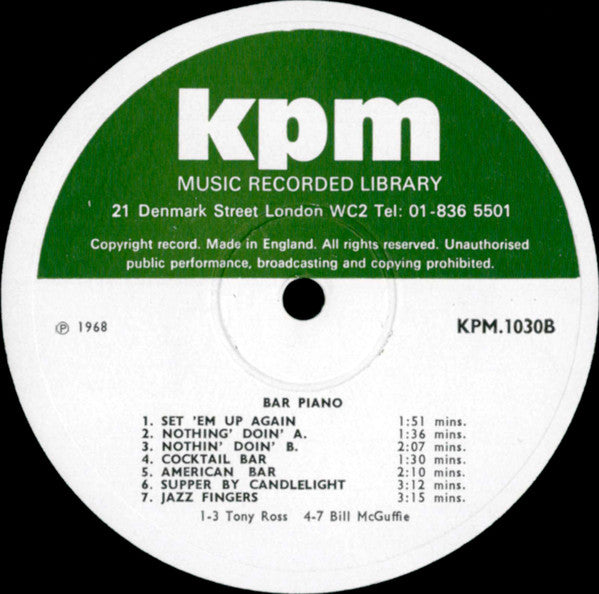 kpm
MUSIC RECORDED LIBRARY
21 Denmark Street London WC2 Tel: 01-836 5501
Copyright record. Made in England. All rights reserved. Unauthorised
public performance, broadcasting and copying prohibited.
℗ 1968 KPM.1030B
BAR PIANO
1. SET 'EM UP AGAIN 1:51 mins.
2. NOTHING' DOIN' A. 1:36 mins.
3. NOTHIN' DOIN' B. 2:07 mins.
4. COCKTAIL BAR 1:30 mins.
5. AMERICAN BAR 2:10 mins.
6. SUPPER BY CANDLELIGHT 3:12 mins.
7. JAZZ FINGERS 3:15 mins.
1-3 Tony Ross 4-7 Bill McGuffie